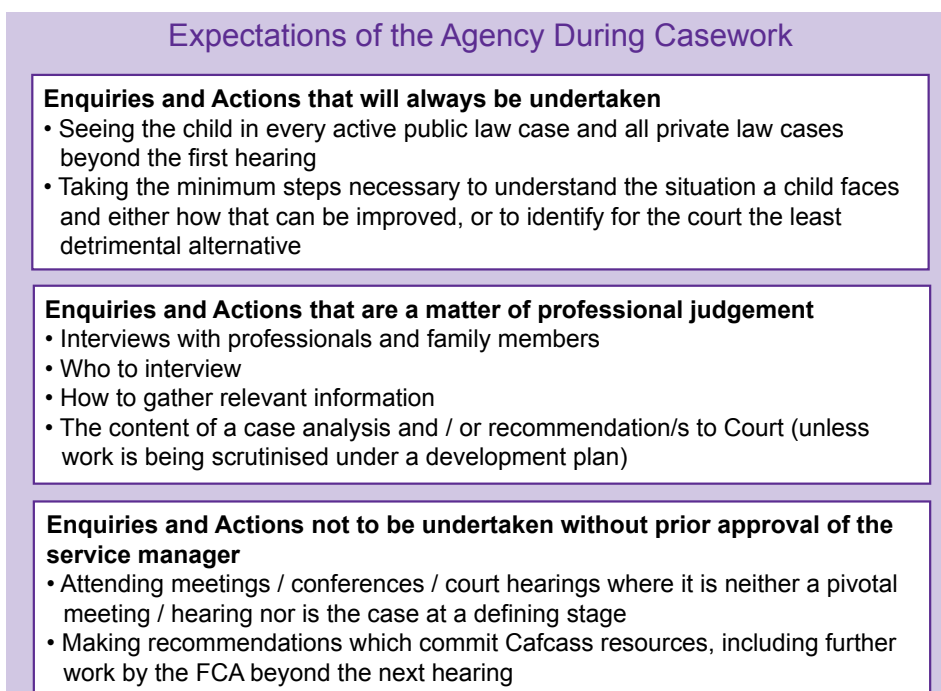 Expectations of the Agency During Casework
Enquiries and Actions that will always be undertaken
• Seeing the child in every active public law case and all private law cases
beyond the first hearing
• Taking the minimum steps necessary to understand the situation a child faces
and either how that can be improved, or to identify for the court the least
detrimental alternative
Enquiries and Actions that are a matter of professional judgement
• Interviews with professionals and family members
• Who to interview
• How to gather relevant information
• The content of a case analysis and / or recommendation/s to Court (unless
work is being scrutinised under a development plan)
Enquiries and Actions not to be undertaken without prior approval of the
service manager
• Attending meetings / conferences / court hearings where it is neither a pivotal
meeting / hearing nor is the case at a defining stage
• Making recommendations which commit Cafcass resources, including further
work by the FCA beyond the next hearing